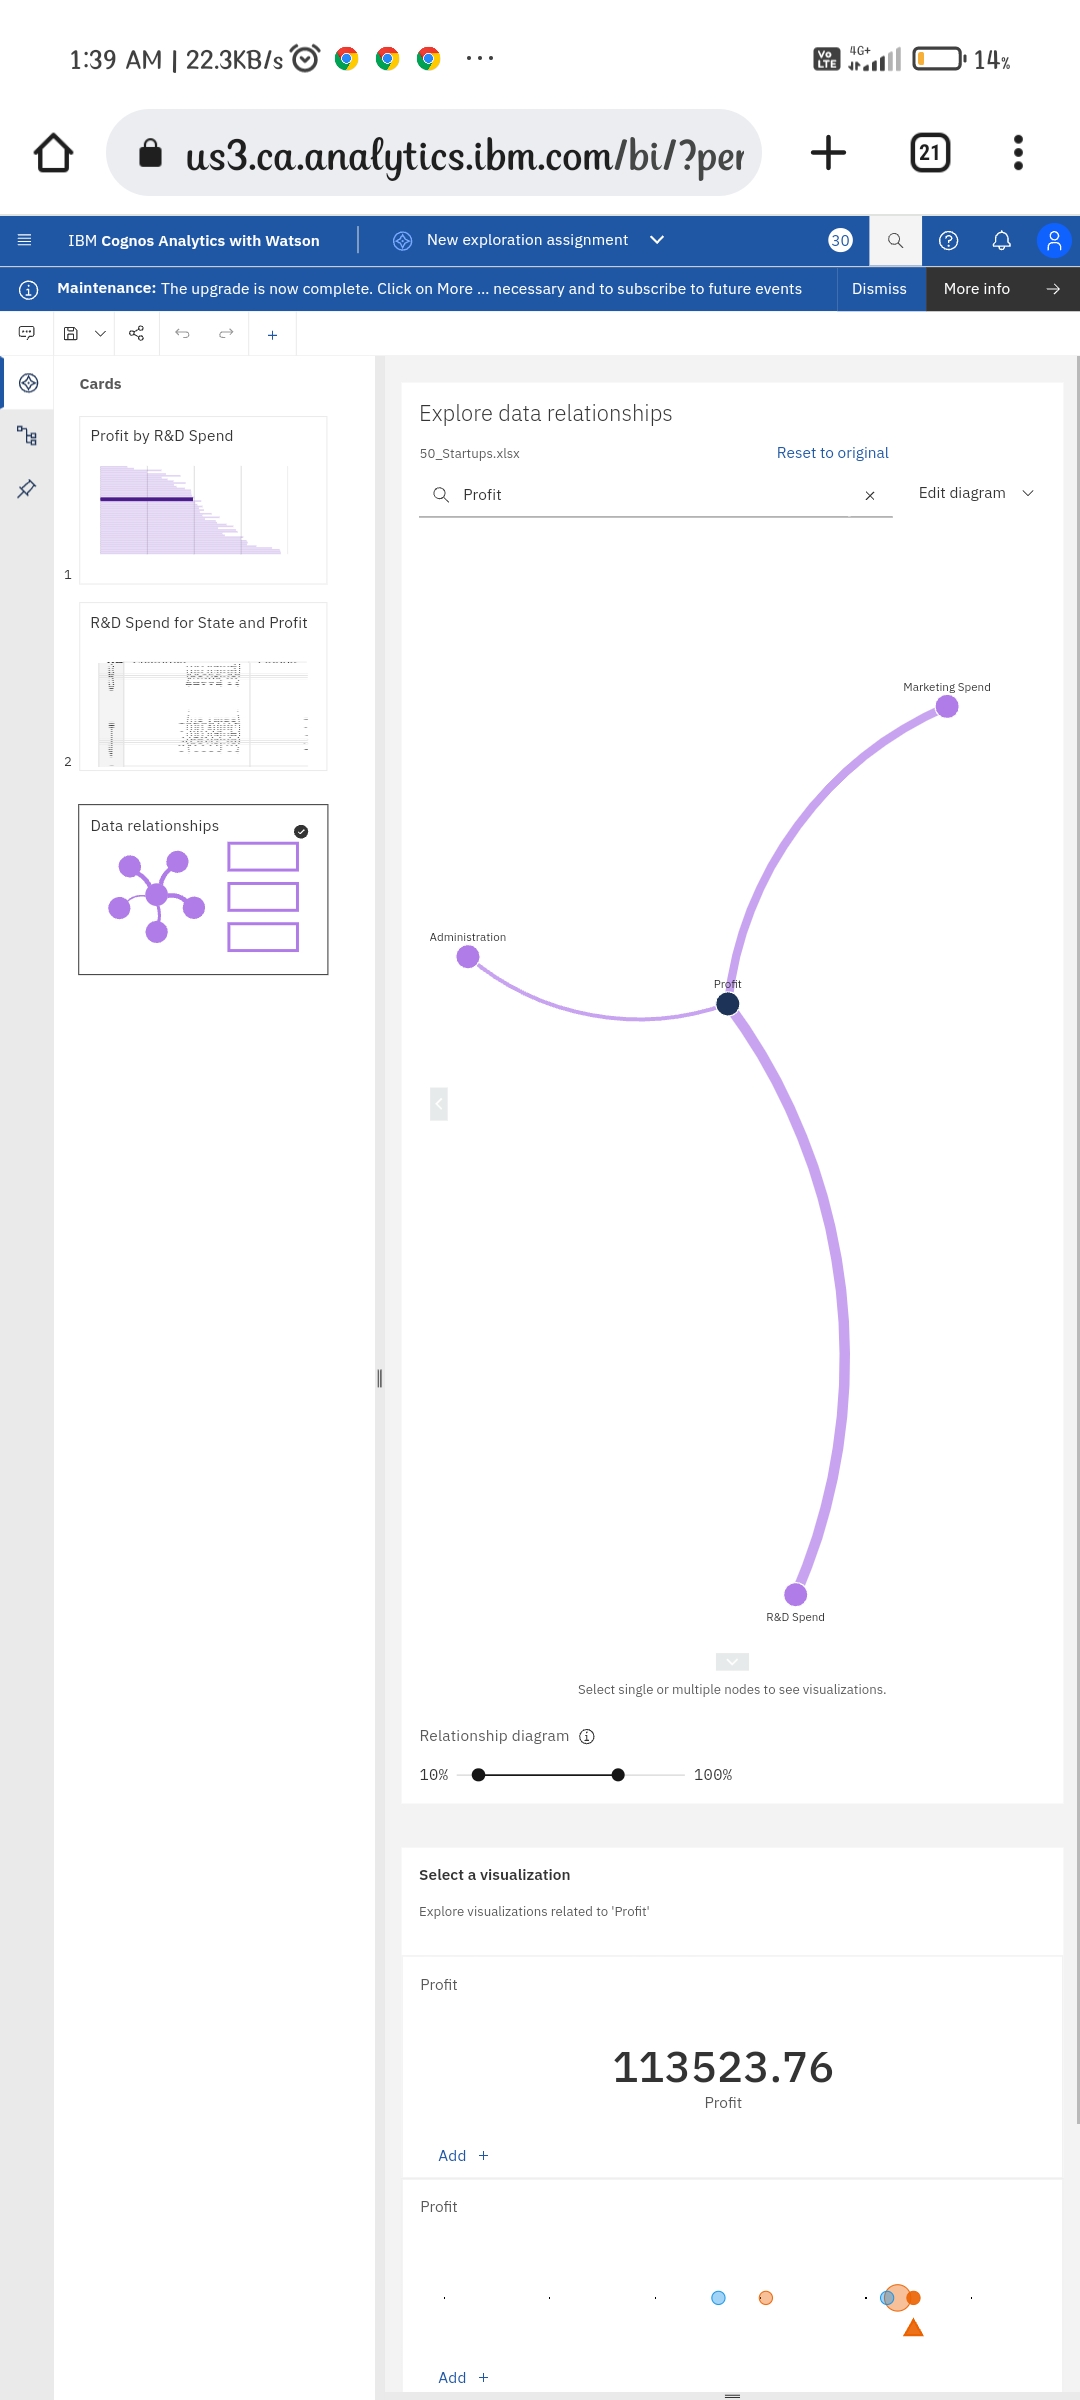 1:39 AM | 22.3KB/s
Vo LTE 4G+ 14%
us3.ca.analytics.ibm.com/bi/?per
21
IBM Cognos Analytics with Watson
New exploration assignment
30
Maintenance: The upgrade is now complete. Click on More ... necessary and to subscribe to future events
Dismiss
More info
Cards
Profit by R&D Spend
1
R&D Spend for State and Profit
2
Data relationships
Explore data relationships
50_Startups.xlsx
Reset to original
Profit
Edit diagram
Marketing Spend
Administration
Profit
R&D Spend
Select single or multiple nodes to see visualizations.
Relationship diagram
10% 100%
Select a visualization
Explore visualizations related to 'Profit'
Profit
113523.76
Profit
Add +
Profit
Add +